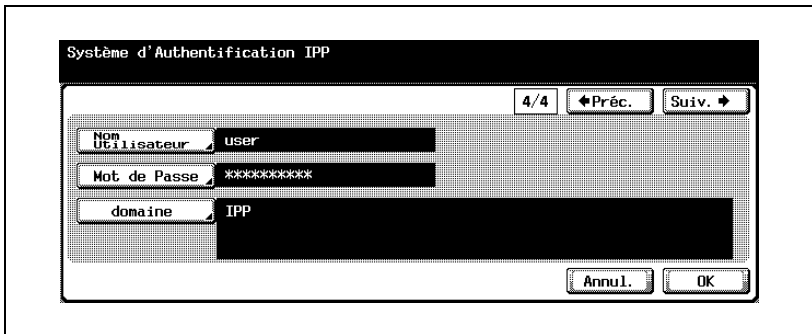 Système d'Authentification IPP
4/4 Préc. Suiv.
Nom Utilisateur user
Mot de Passe **********
domaine IPP
Annul. OK